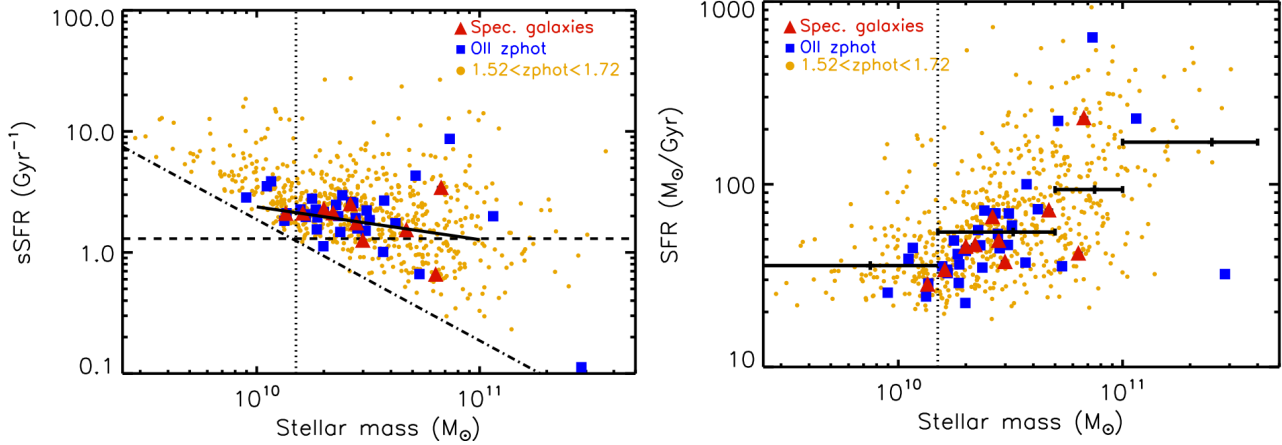 100.0
10.0
1.0
0.1
sSFR (Gyr⁻¹)
Spec. galaxies
OII zphot
1.52<zphot<1.72
10¹⁰
10¹¹
Stellar mass (M⊙)
1000
100
10
SFR (M⊙/Gyr)
Spec. galaxies
OII zphot
1.52<zphot<1.72
10¹⁰
10¹¹
Stellar mass (M⊙)